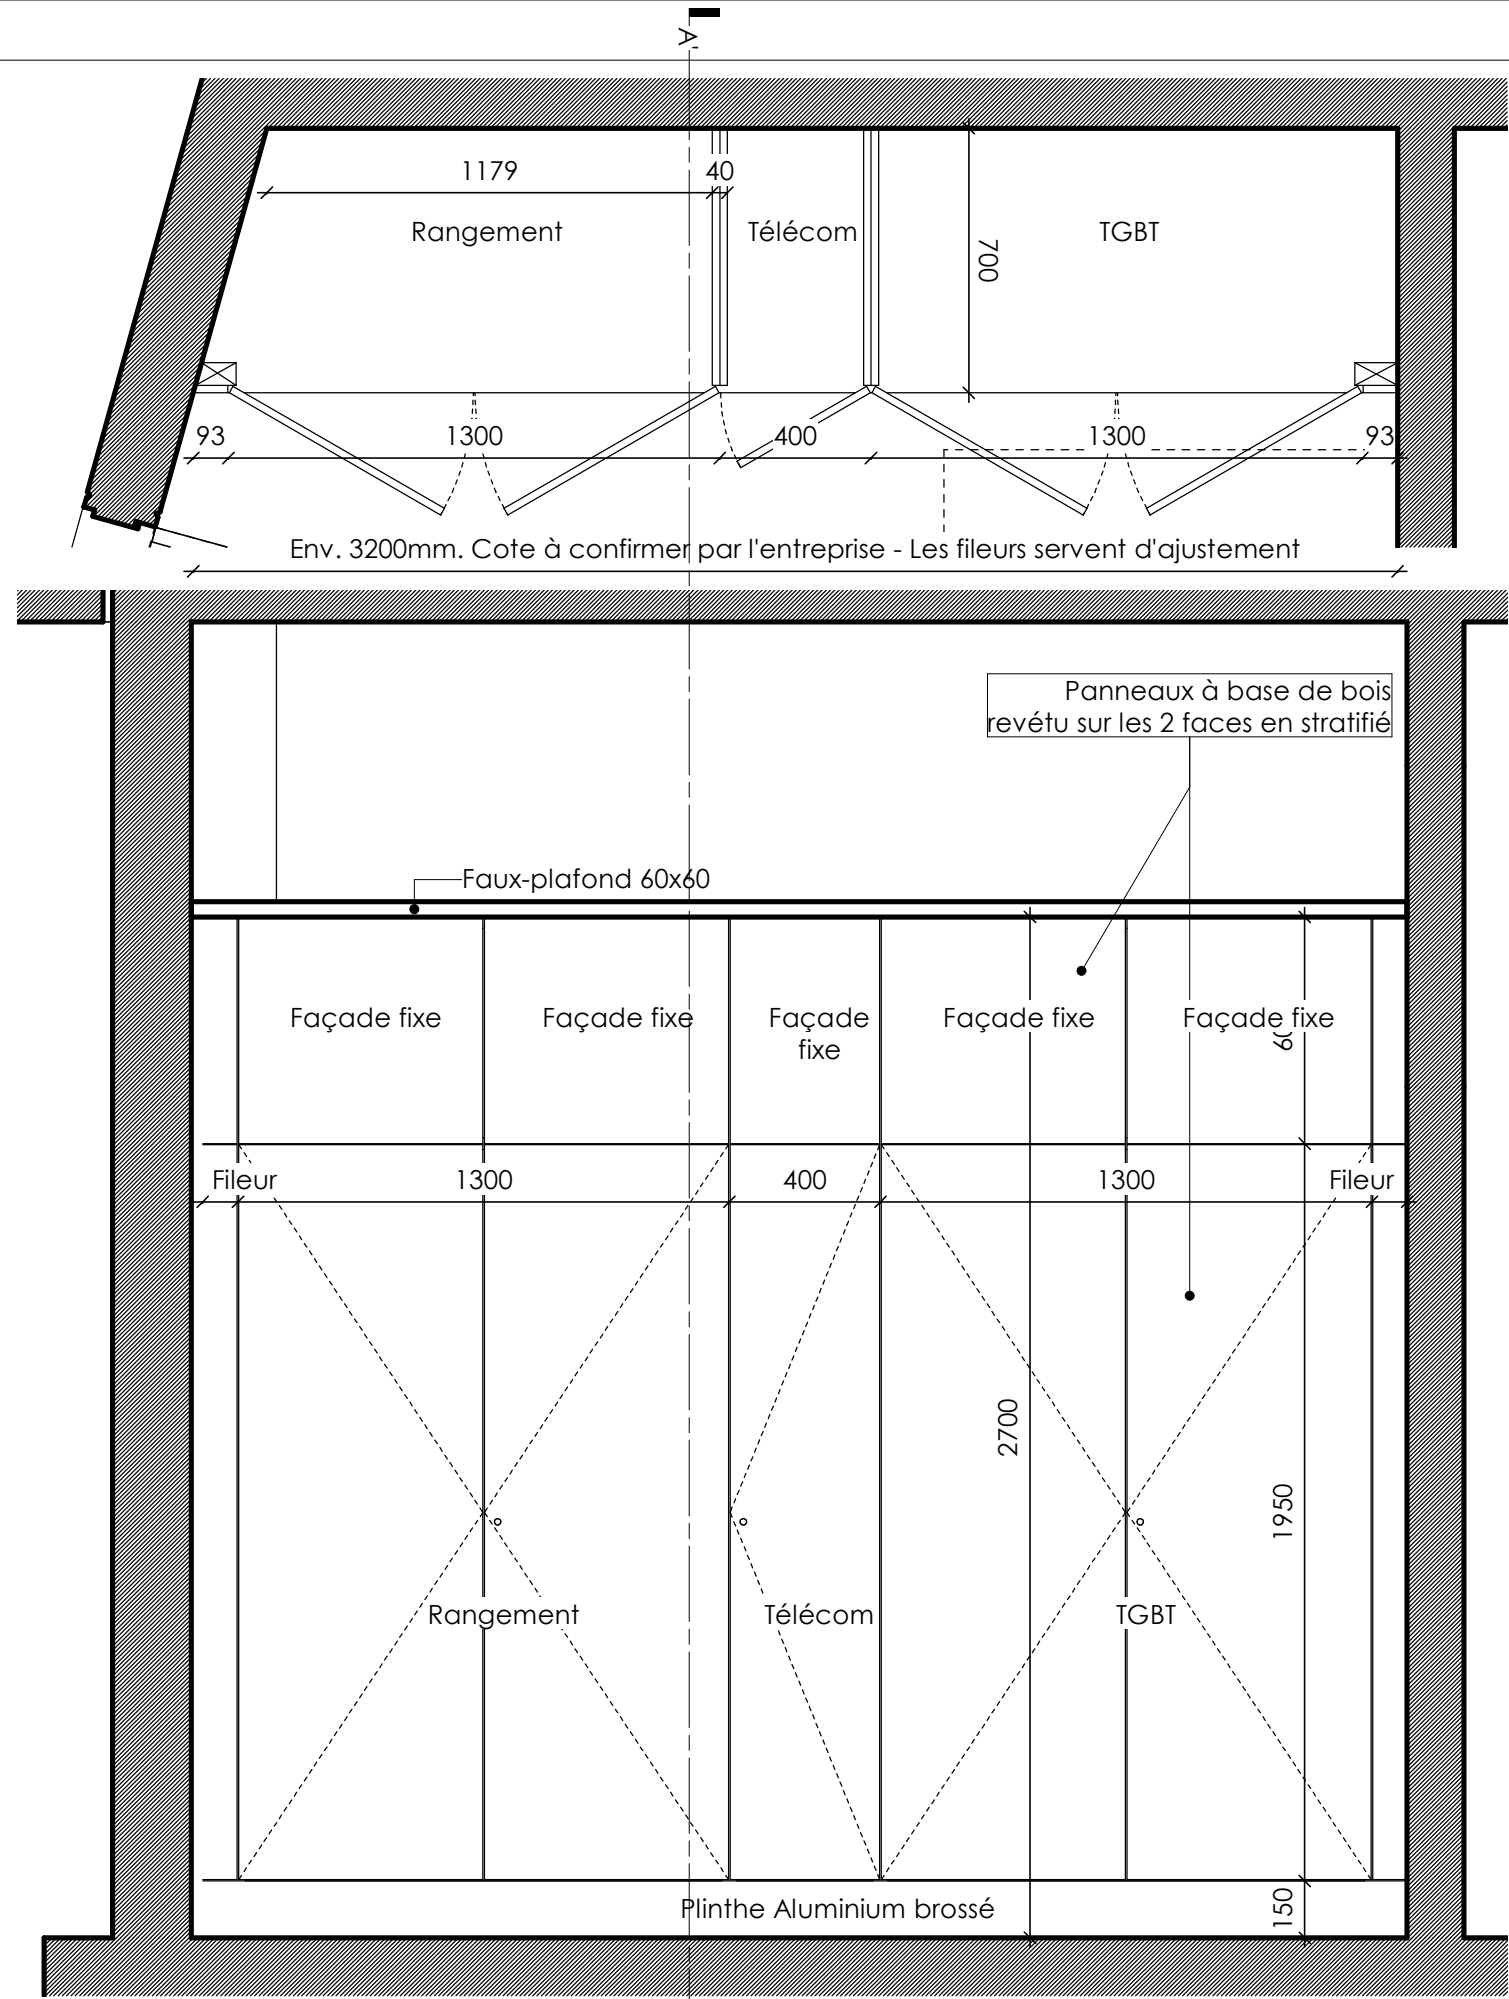 A'
1179
40
Rangement
Télécom
TGBT
700
93
1300
400
1300
93
Env. 3200mm. Cote à confirmer par l'entreprise - Les fileurs servent d'ajustement
Panneaux à base de bois
revétu sur les 2 faces en stratifié
Faux-plafond 60x60
Façade fixe
Façade fixe
Façade
fixe
Façade fixe
Façade fixe
Fileur
1300
400
1300
Fileur
2700
1950
Rangement
Télécom
TGBT
Plinthe Aluminium brossé
150